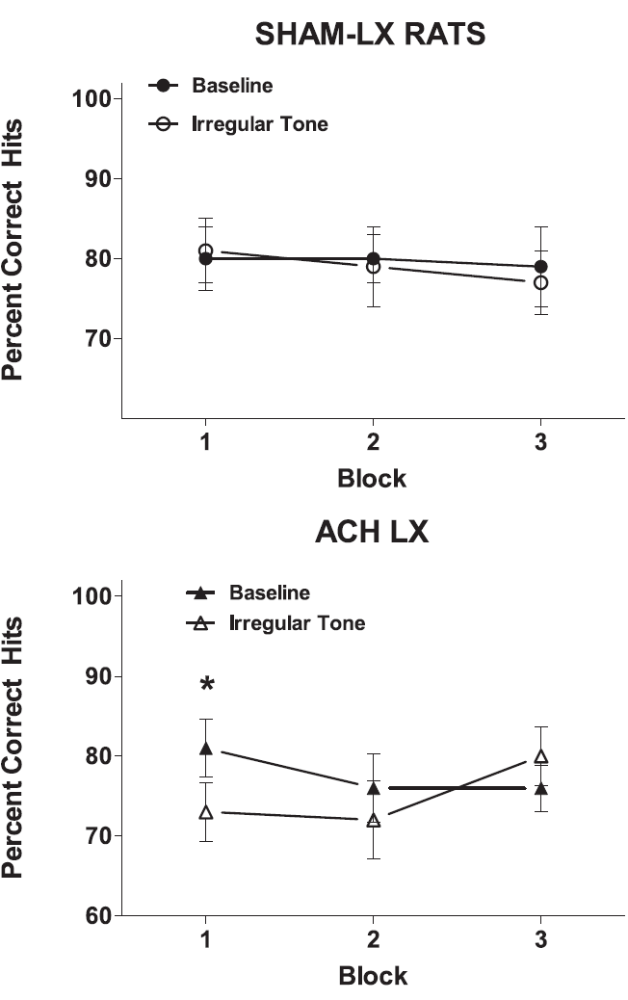 SHAM-LX RATS
Baseline
Irregular Tone
Percent Correct Hits
100
90
80
70
1 2 3
Block
ACH LX
Baseline
Irregular Tone
Percent Correct Hits
100
90
80
70
60
*
1 2 3
Block